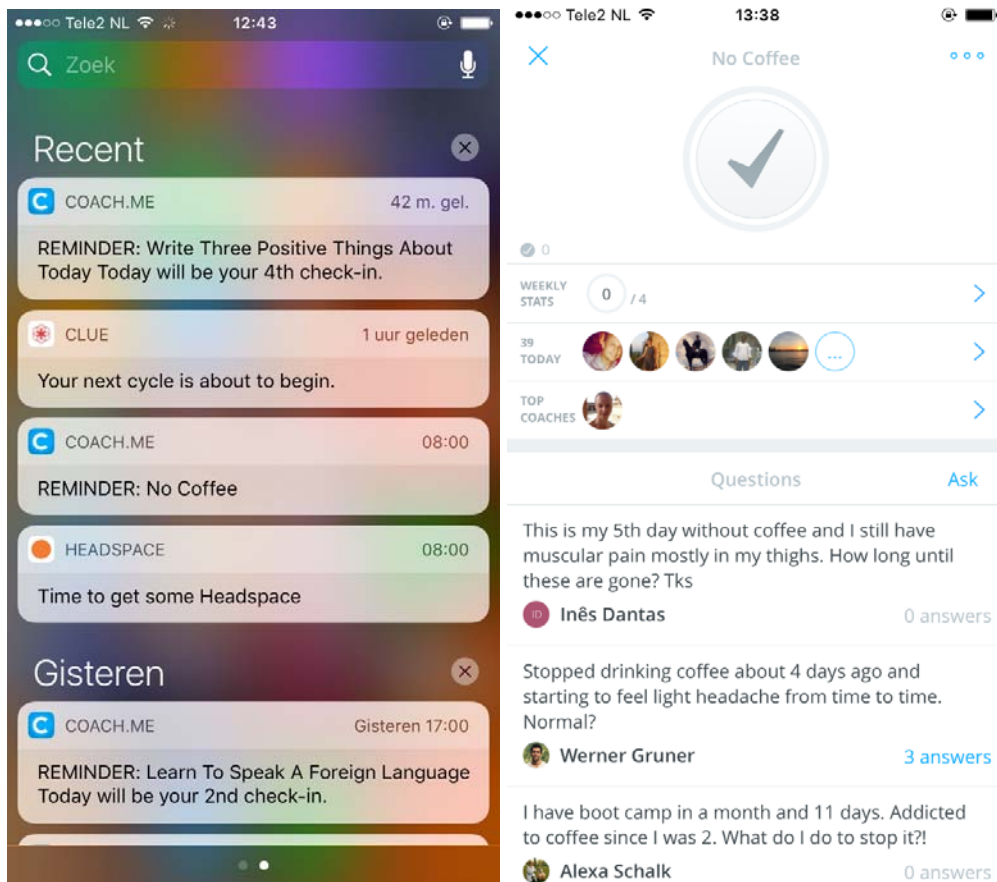 Tele2 NL 12:43
Zoek
Recent
COACH.ME 42 m. gel.
REMINDER: Write Three Positive Things About
Today Today will be your 4th check-in.
CLUE 1 uur geleden
Your next cycle is about to begin.
COACH.ME 08:00
REMINDER: No Coffee
HEADSPACE 08:00
Time to get some Headspace
Gisteren
COACH.ME Gisteren 17:00
REMINDER: Learn To Speak A Foreign Language
Today will be your 2nd check-in.
Tele2 NL 13:38
No Coffee
0
WEEKLY
STATS 0 / 4
39
TODAY ...
TOP
COACHES
Questions Ask
This is my 5th day without coffee and I still have
muscular pain mostly in my thighs. How long until
these are gone? Tks
ID Inês Dantas 0 answers
Stopped drinking coffee about 4 days ago and
starting to feel light headache from time to time.
Normal?
Werner Gruner 3 answers
I have boot camp in a month and 11 days. Addicted
to coffee since I was 2. What do I do to stop it?!
Alexa Schalk 0 answers